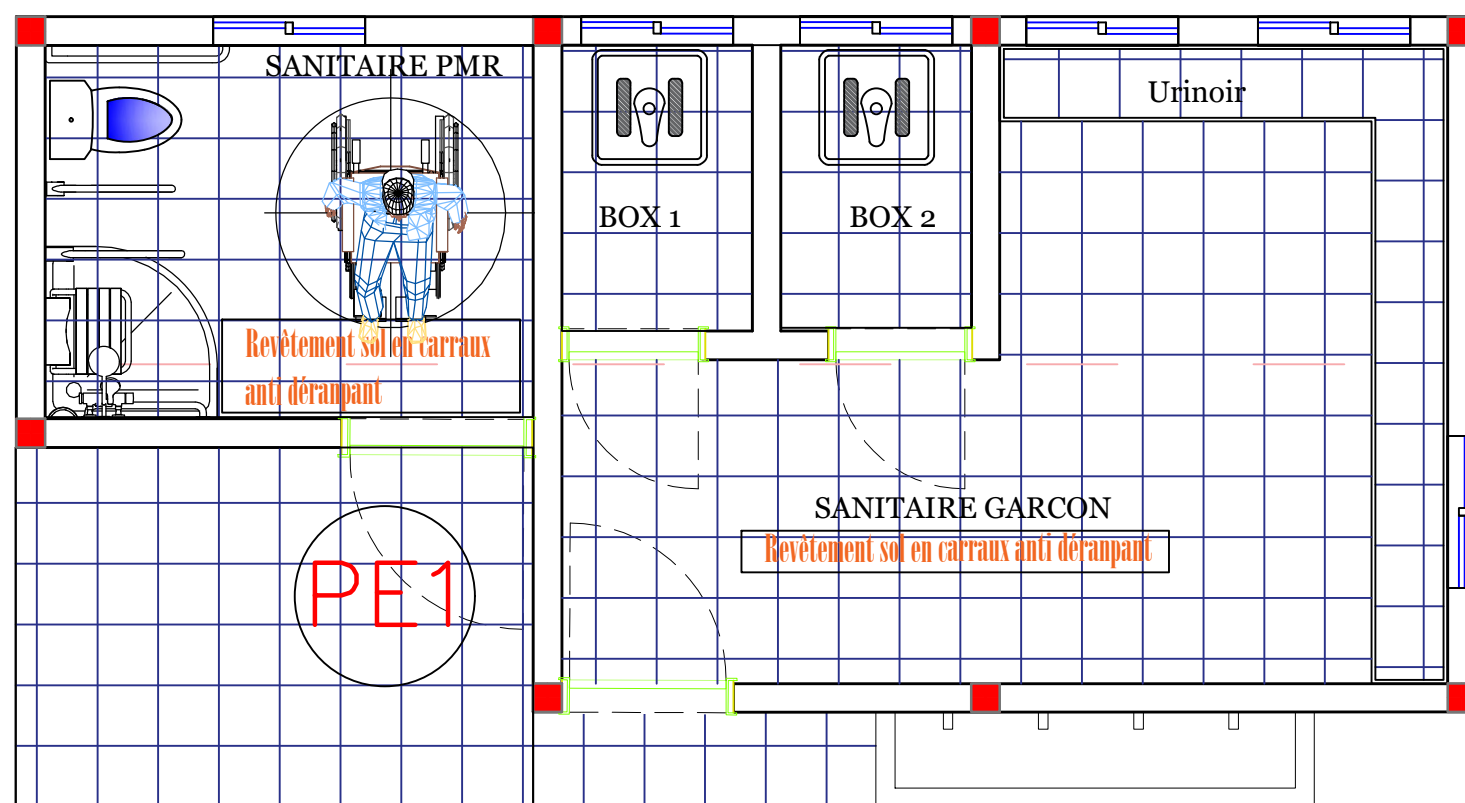 SANITAIRE PMR
Urinoir
BOX 1
BOX 2
Revêtement sol en carraux
anti déranpant
SANITAIRE GARCON
Revêtement sol en carraux anti déranpant
PE1